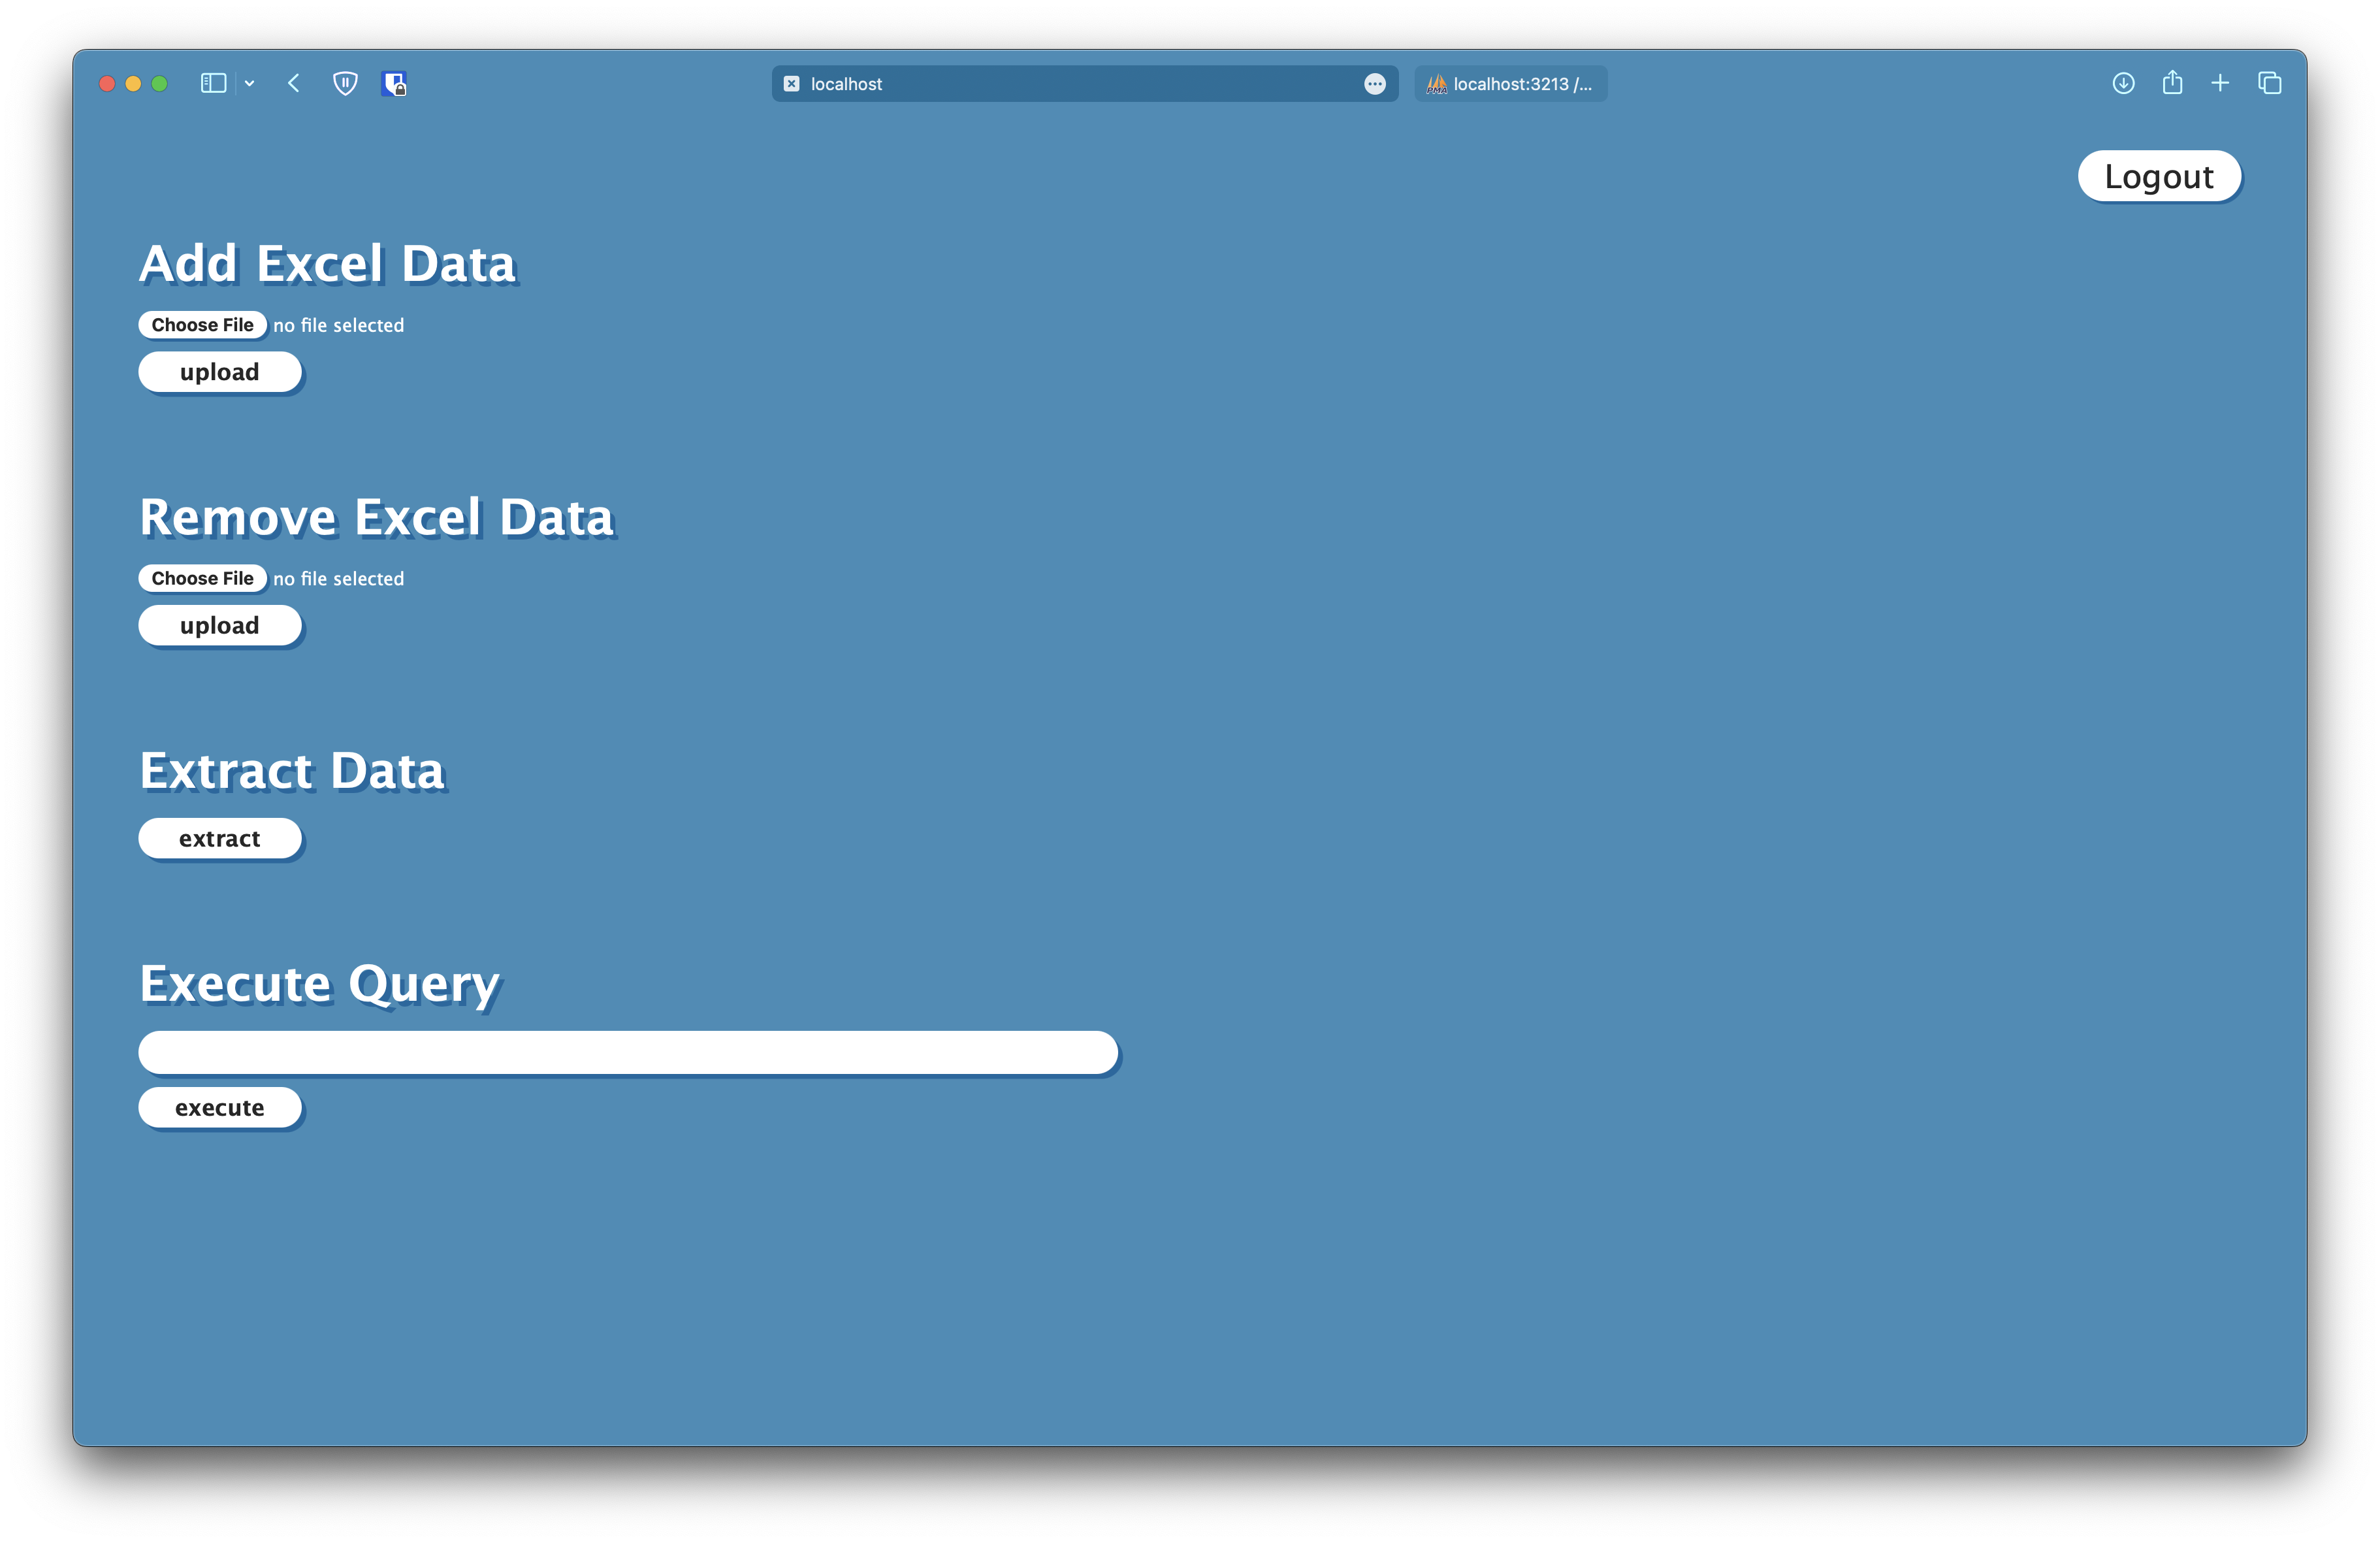 localhost
localhost:3213 /...
Logout
Add Excel Data
Choose File no file selected
upload
Remove Excel Data
Choose File no file selected
upload
Extract Data
extract
Execute Query
execute